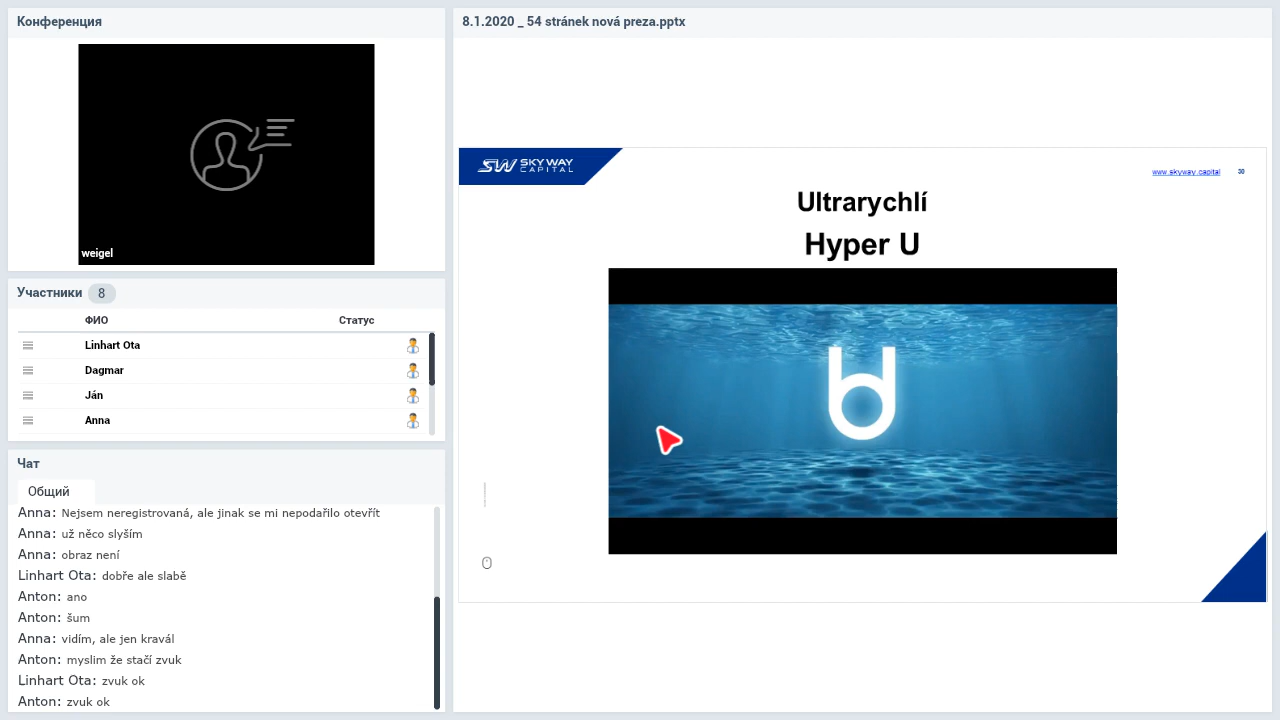 Конференция
weigel
Участники 8
ФИО Статус
Linhart Ota
Dagmar
Ján
Anna
Чат
Общий
Anna: Nejsem neregistrovaná, ale jinak se mi nepodařilo otevřít
Anna: už něco slyším
Anna: obraz není
Linhart Ota: dobře ale slabě
Anton: ano
Anton: šum
Anna: vidím, ale jen kravál
Anton: myslim že stačí zvuk
Linhart Ota: zvuk ok
Anton: zvuk ok
8.1.2020 _ 54 stránek nová preza.pptx
SW SKY WAY
CAPITAL
www.skyway.capital 30
Ultrarychlí
Hyper U